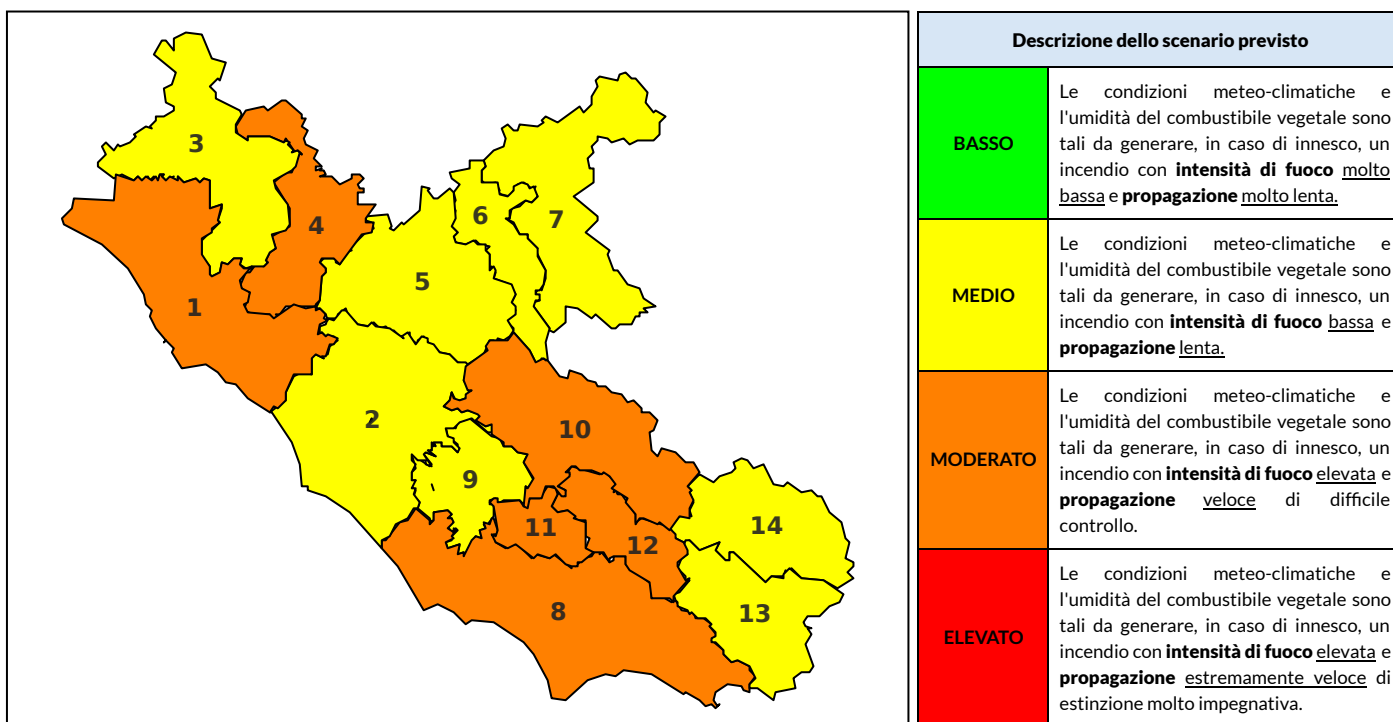 3
4
6
7
5
1
2
10
9
11
12
14
8
13
Descrizione dello scenario previsto
BASSO
Le condizioni meteo-climatiche e
l'umidità del combustibile vegetale sono
tali da generare, in caso di innesco, un
incendio con intensità di fuoco molto
bassa e propagazione molto lenta.
MEDIO
Le condizioni meteo-climatiche e
l'umidità del combustibile vegetale sono
tali da generare, in caso di innesco, un
incendio con intensità di fuoco bassa e
propagazione lenta.
MODERATO
Le condizioni meteo-climatiche e
l'umidità del combustibile vegetale sono
tali da generare, in caso di innesco, un
incendio con intensità di fuoco elevata e
propagazione veloce di difficile
controllo.
ELEVATO
Le condizioni meteo-climatiche e
l'umidità del combustibile vegetale sono
tali da generare, in caso di innesco, un
incendio con intensità di fuoco elevata e
propagazione estremamente veloce di
estinzione molto impegnativa.